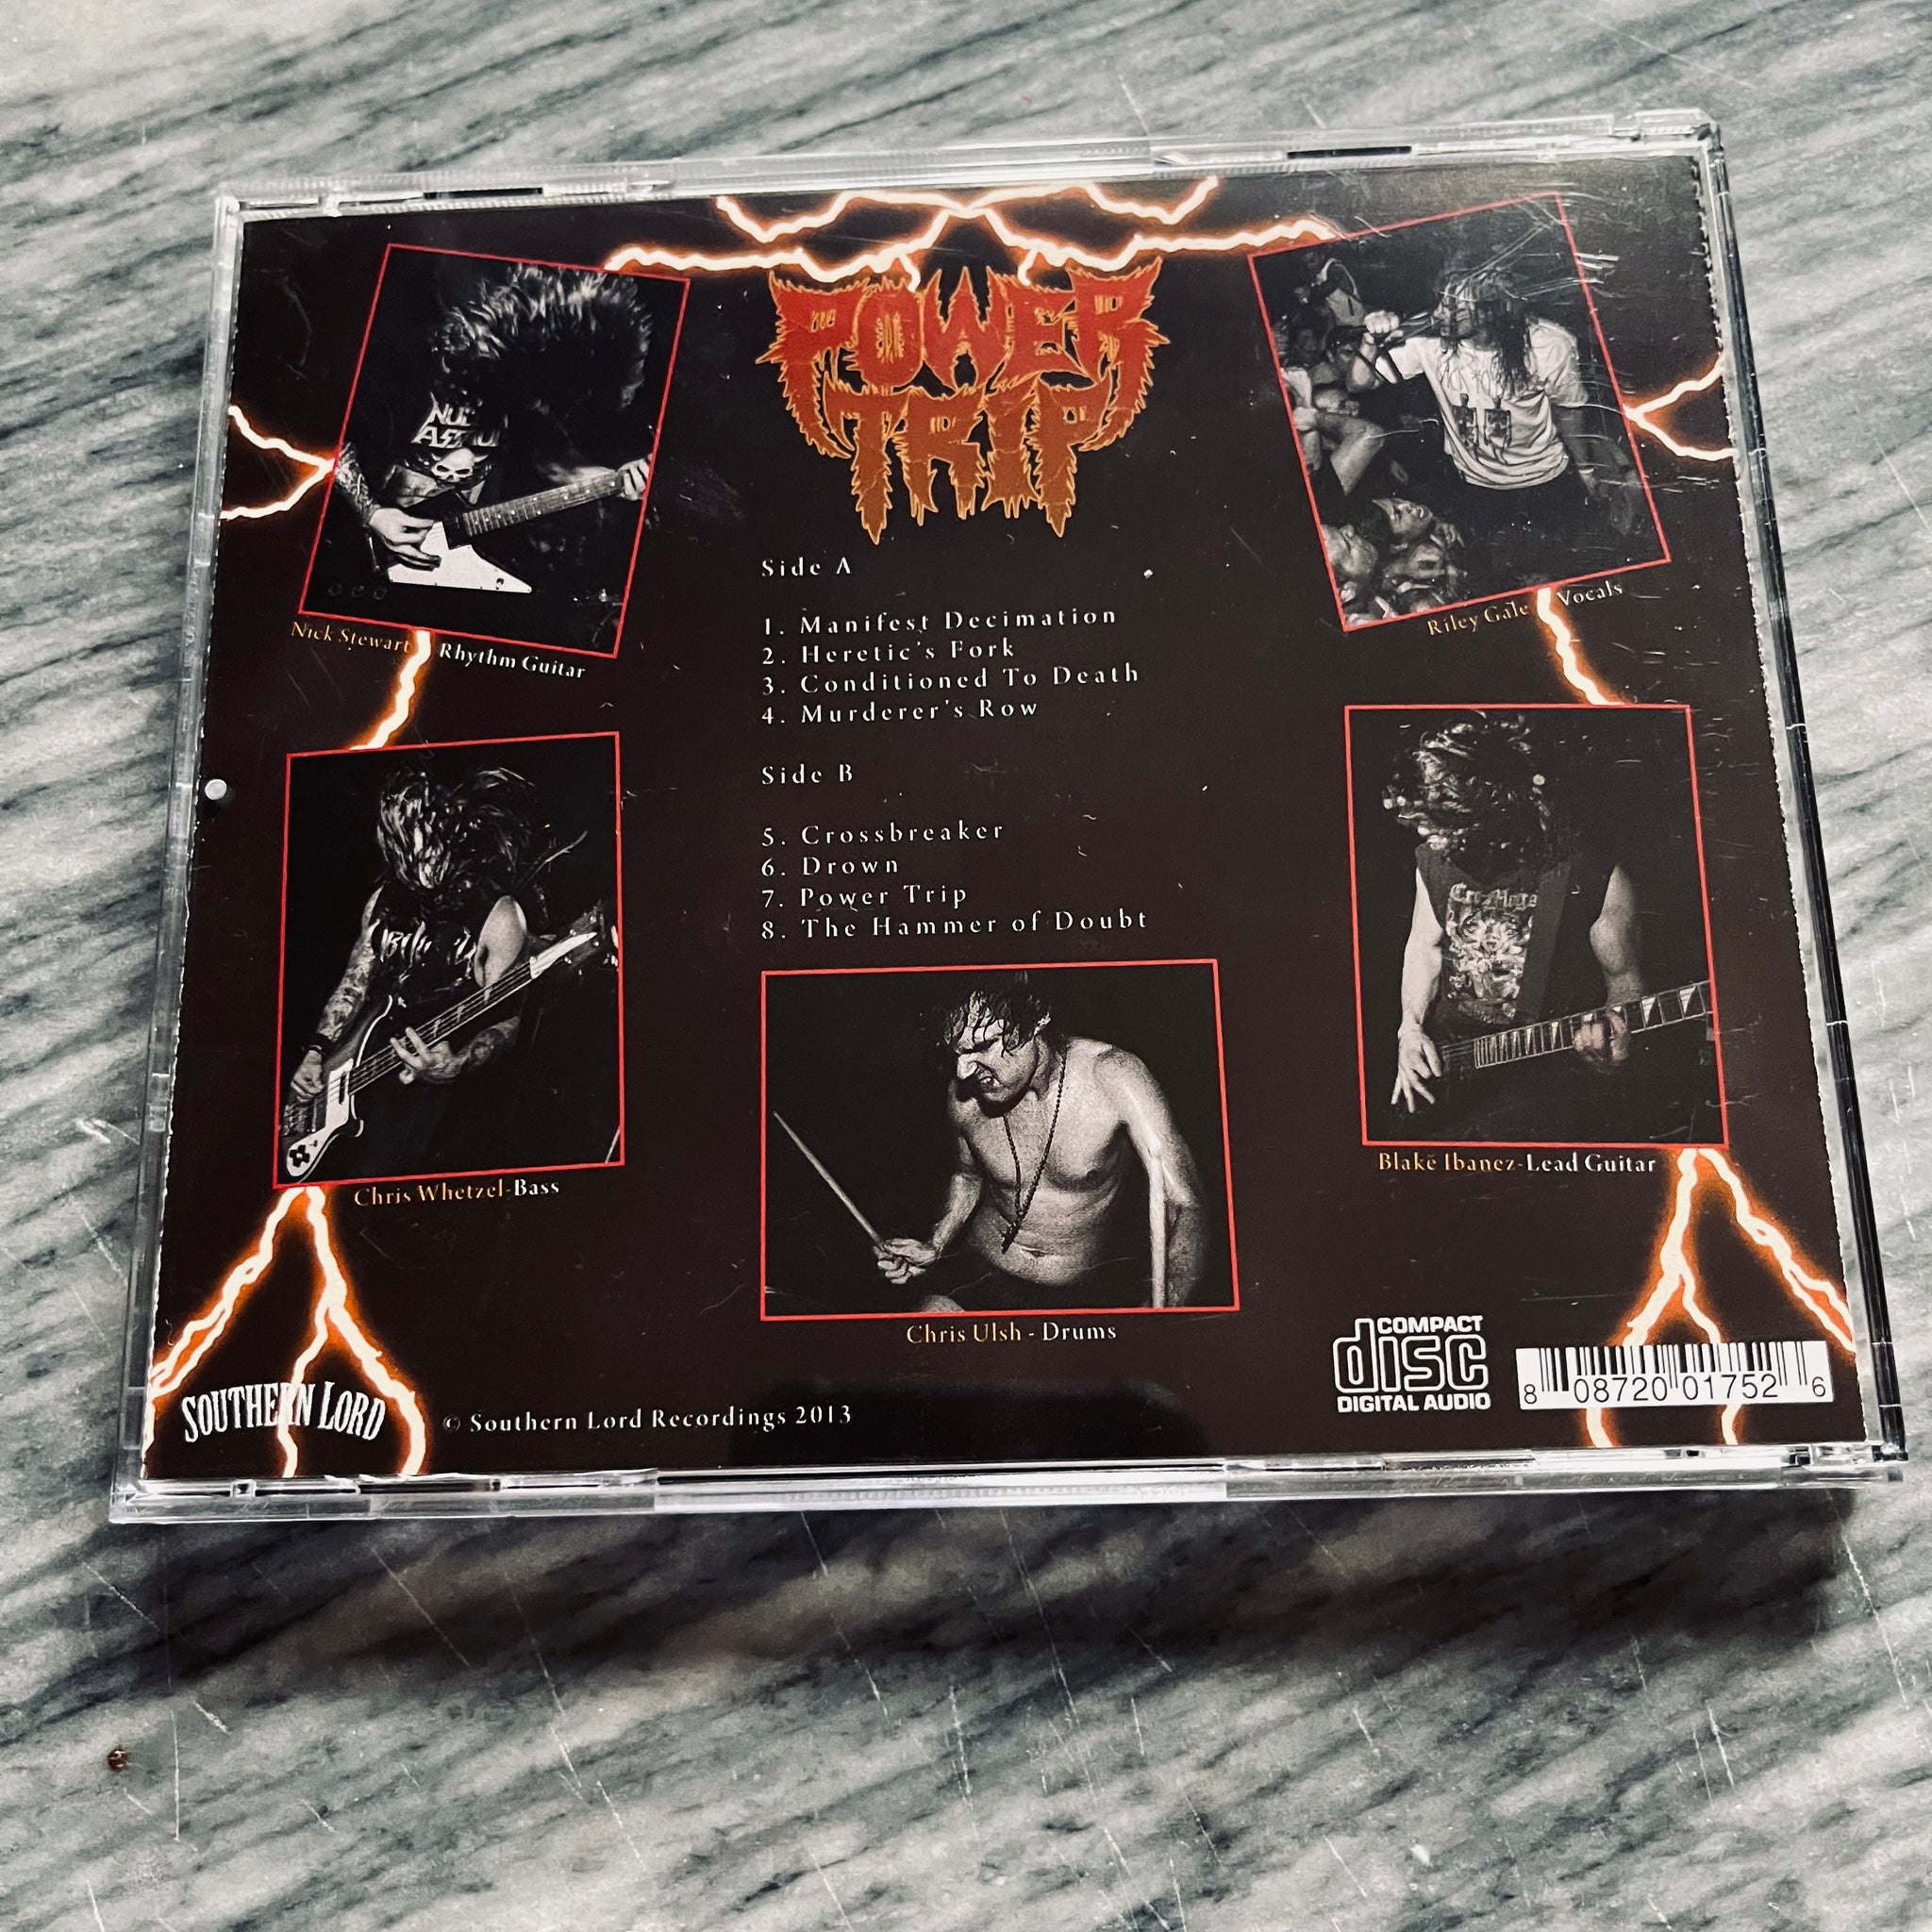 POWER
TRIP
Nick Stewart Rhythm Guitar
Riley Gale Vocals
Side A
1. Manifest Decimation
2. Heretic's Fork
3. Conditioned To Death
4. Murderer's Row
Side B
5. Crossbreaker
6. Drown
7. Power Trip
8. The Hammer of Doubt
Chris Whetzel-Bass
Blake Ibanez-Lead Guitar
Chris Ulsh - Drums
SOUTHERN LORD
© Southern Lord Recordings 2013
COMPACT
disc
DIGITAL AUDIO
8 08720 01752 6